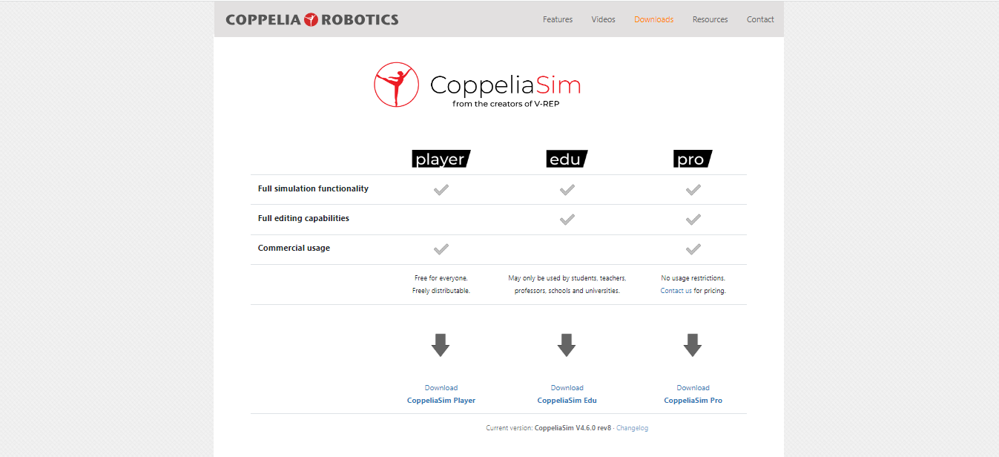 COPPELIA ROBOTICS
Features Videos Downloads Resources Contact
CoppeliaSim
from the creators of V-REP
player edu pro
Full simulation functionality
Full editing capabilities
Commercial usage
Free for everyone. May only be used by students, teachers, No usage restrictions.
Freely distributable. professors, schools and universities. Contact us for pricing.
Download Download Download
CoppeliaSim Player CoppeliaSim Edu CoppeliaSim Pro
Current version: CoppeliaSim V4.6.0 rev8 · Changelog